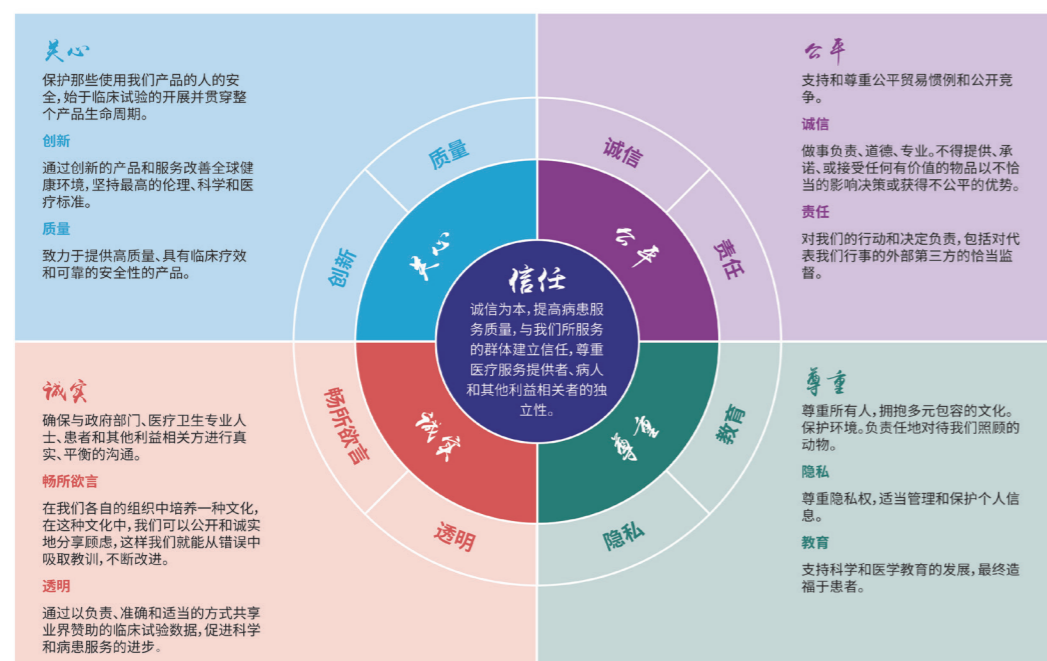 关心
保护那些使用我们产品的人的安
全,始于临床试验的开展并贯穿整
个产品生命周期。
创新
通过创新的产品和服务改善全球健
康环境,坚持最高的伦理、科学和医
疗标准。
质量
致力于提供高质量、具有临床疗效
和可靠的安全性的产品。
公平
支持和尊重公平贸易惯例和公开竞
争。
诚信
做事负责、道德、专业。不得提供、承
诺、或接受任何有价值的物品以不恰
当的影响决策或获得不公平的优势。
责任
对我们的行动和决定负责,包括对代
表我们行事的外部第三方的恰当监
督。
质量
诚信
创新
关心
公平
责任
信任
诚信为本,提高病患服
务质量,与我们所服务
的群体建立信任,尊重
医疗服务提供者、病人
和其他利益相关者的独
立性。
畅所欲言
诚实
尊重
教育
透明
隐私
诚实
确保与政府部门、医疗卫生专业人
士、患者和其他利益相关方进行真
实、平衡的沟通。
畅所欲言
在我们各自的组织中培养一种文化,
在这种文化中,我们可以公开和诚实
地分享顾虑,这样我们就能从错误中
吸取教训,不断改进。
透明
通过以负责、准确和适当的方式共享
业界赞助的临床试验数据,促进科学
和病患服务的进步。
尊重
尊重所有人,拥抱多元包容的文化。
保护环境。负责任地对待我们照顾的
动物。
隐私
尊重隐私权,适当管理和保护个人信
息。
教育
支持科学和医学教育的发展,最终造
福于患者。